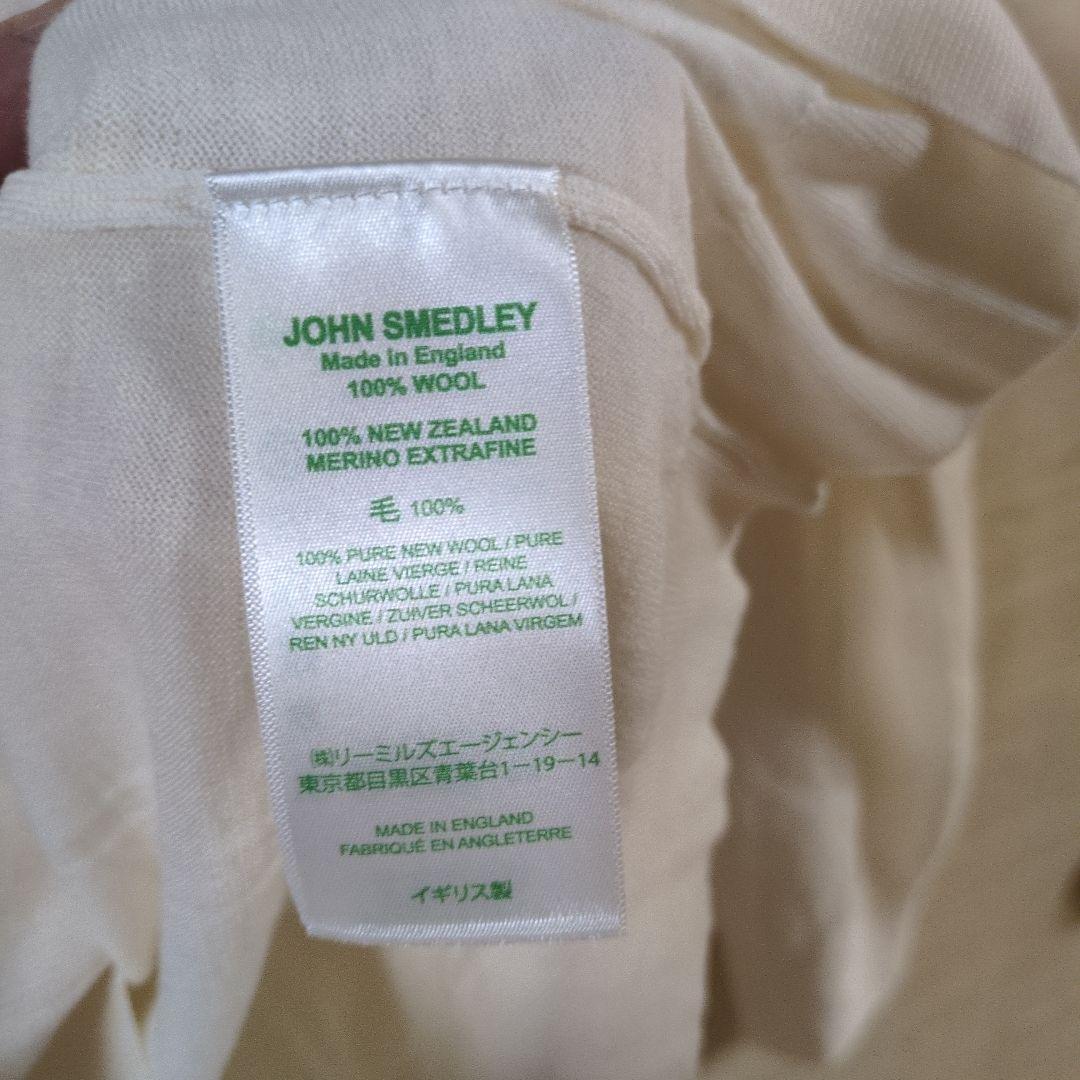 JOHN SMEDLEY
Made in England
100% WOOL
100% NEW ZEALAND
MERINO EXTRAFINE
毛 100%
100% PURE NEW WOOL / PURE
LAINE VIERGE / REINE
SCHURWOLLE / PURA LANA
VERGINE / ZUIVER SCHEERWOL /
REN NY ULD / PURA LANA VIRGEM
㈱リーミルズエージェンシー
東京都目黒区青葉台1-19-14
MADE IN ENGLAND
FABRIQUÉ EN ANGLETERRE
イギリス製